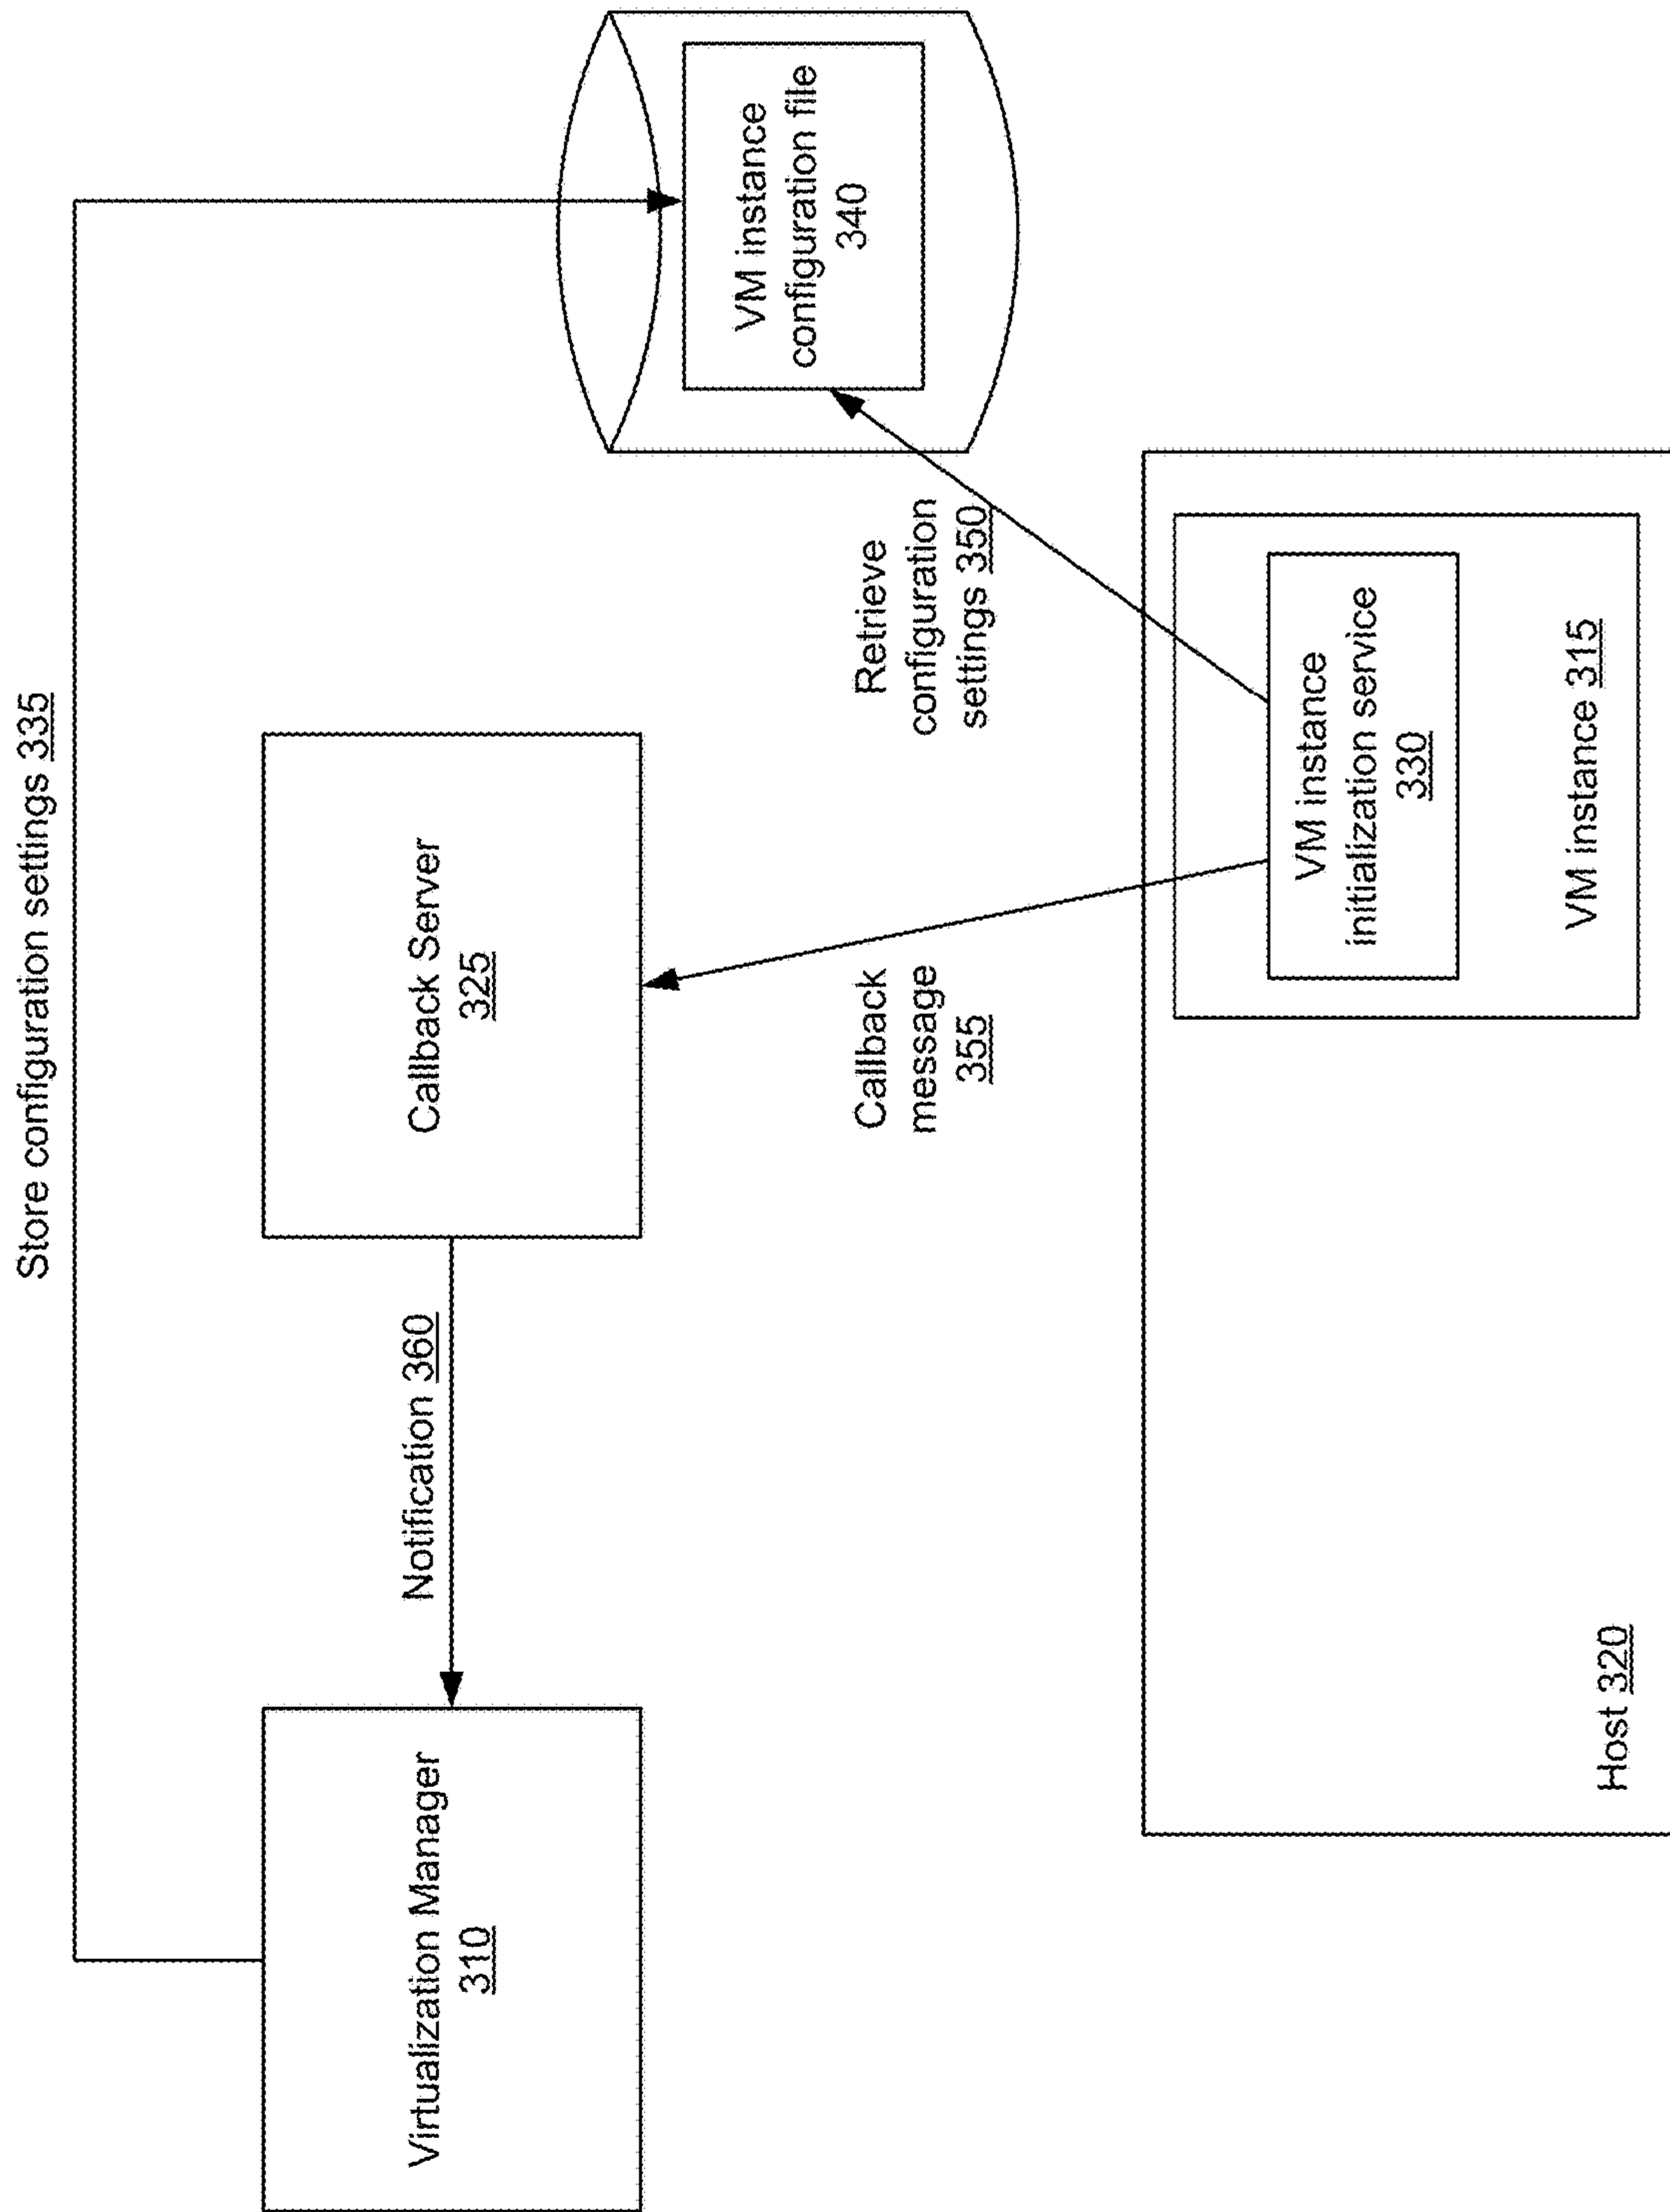 Store configuration settings 335
Virtualization Manager
310
Notification 360
Callback Server
325
VM instance
configuration file
340
Callback
message
355
Retrieve
configuration
settings 350
VM instance
initialization service
330
VM instance 315
Host 320